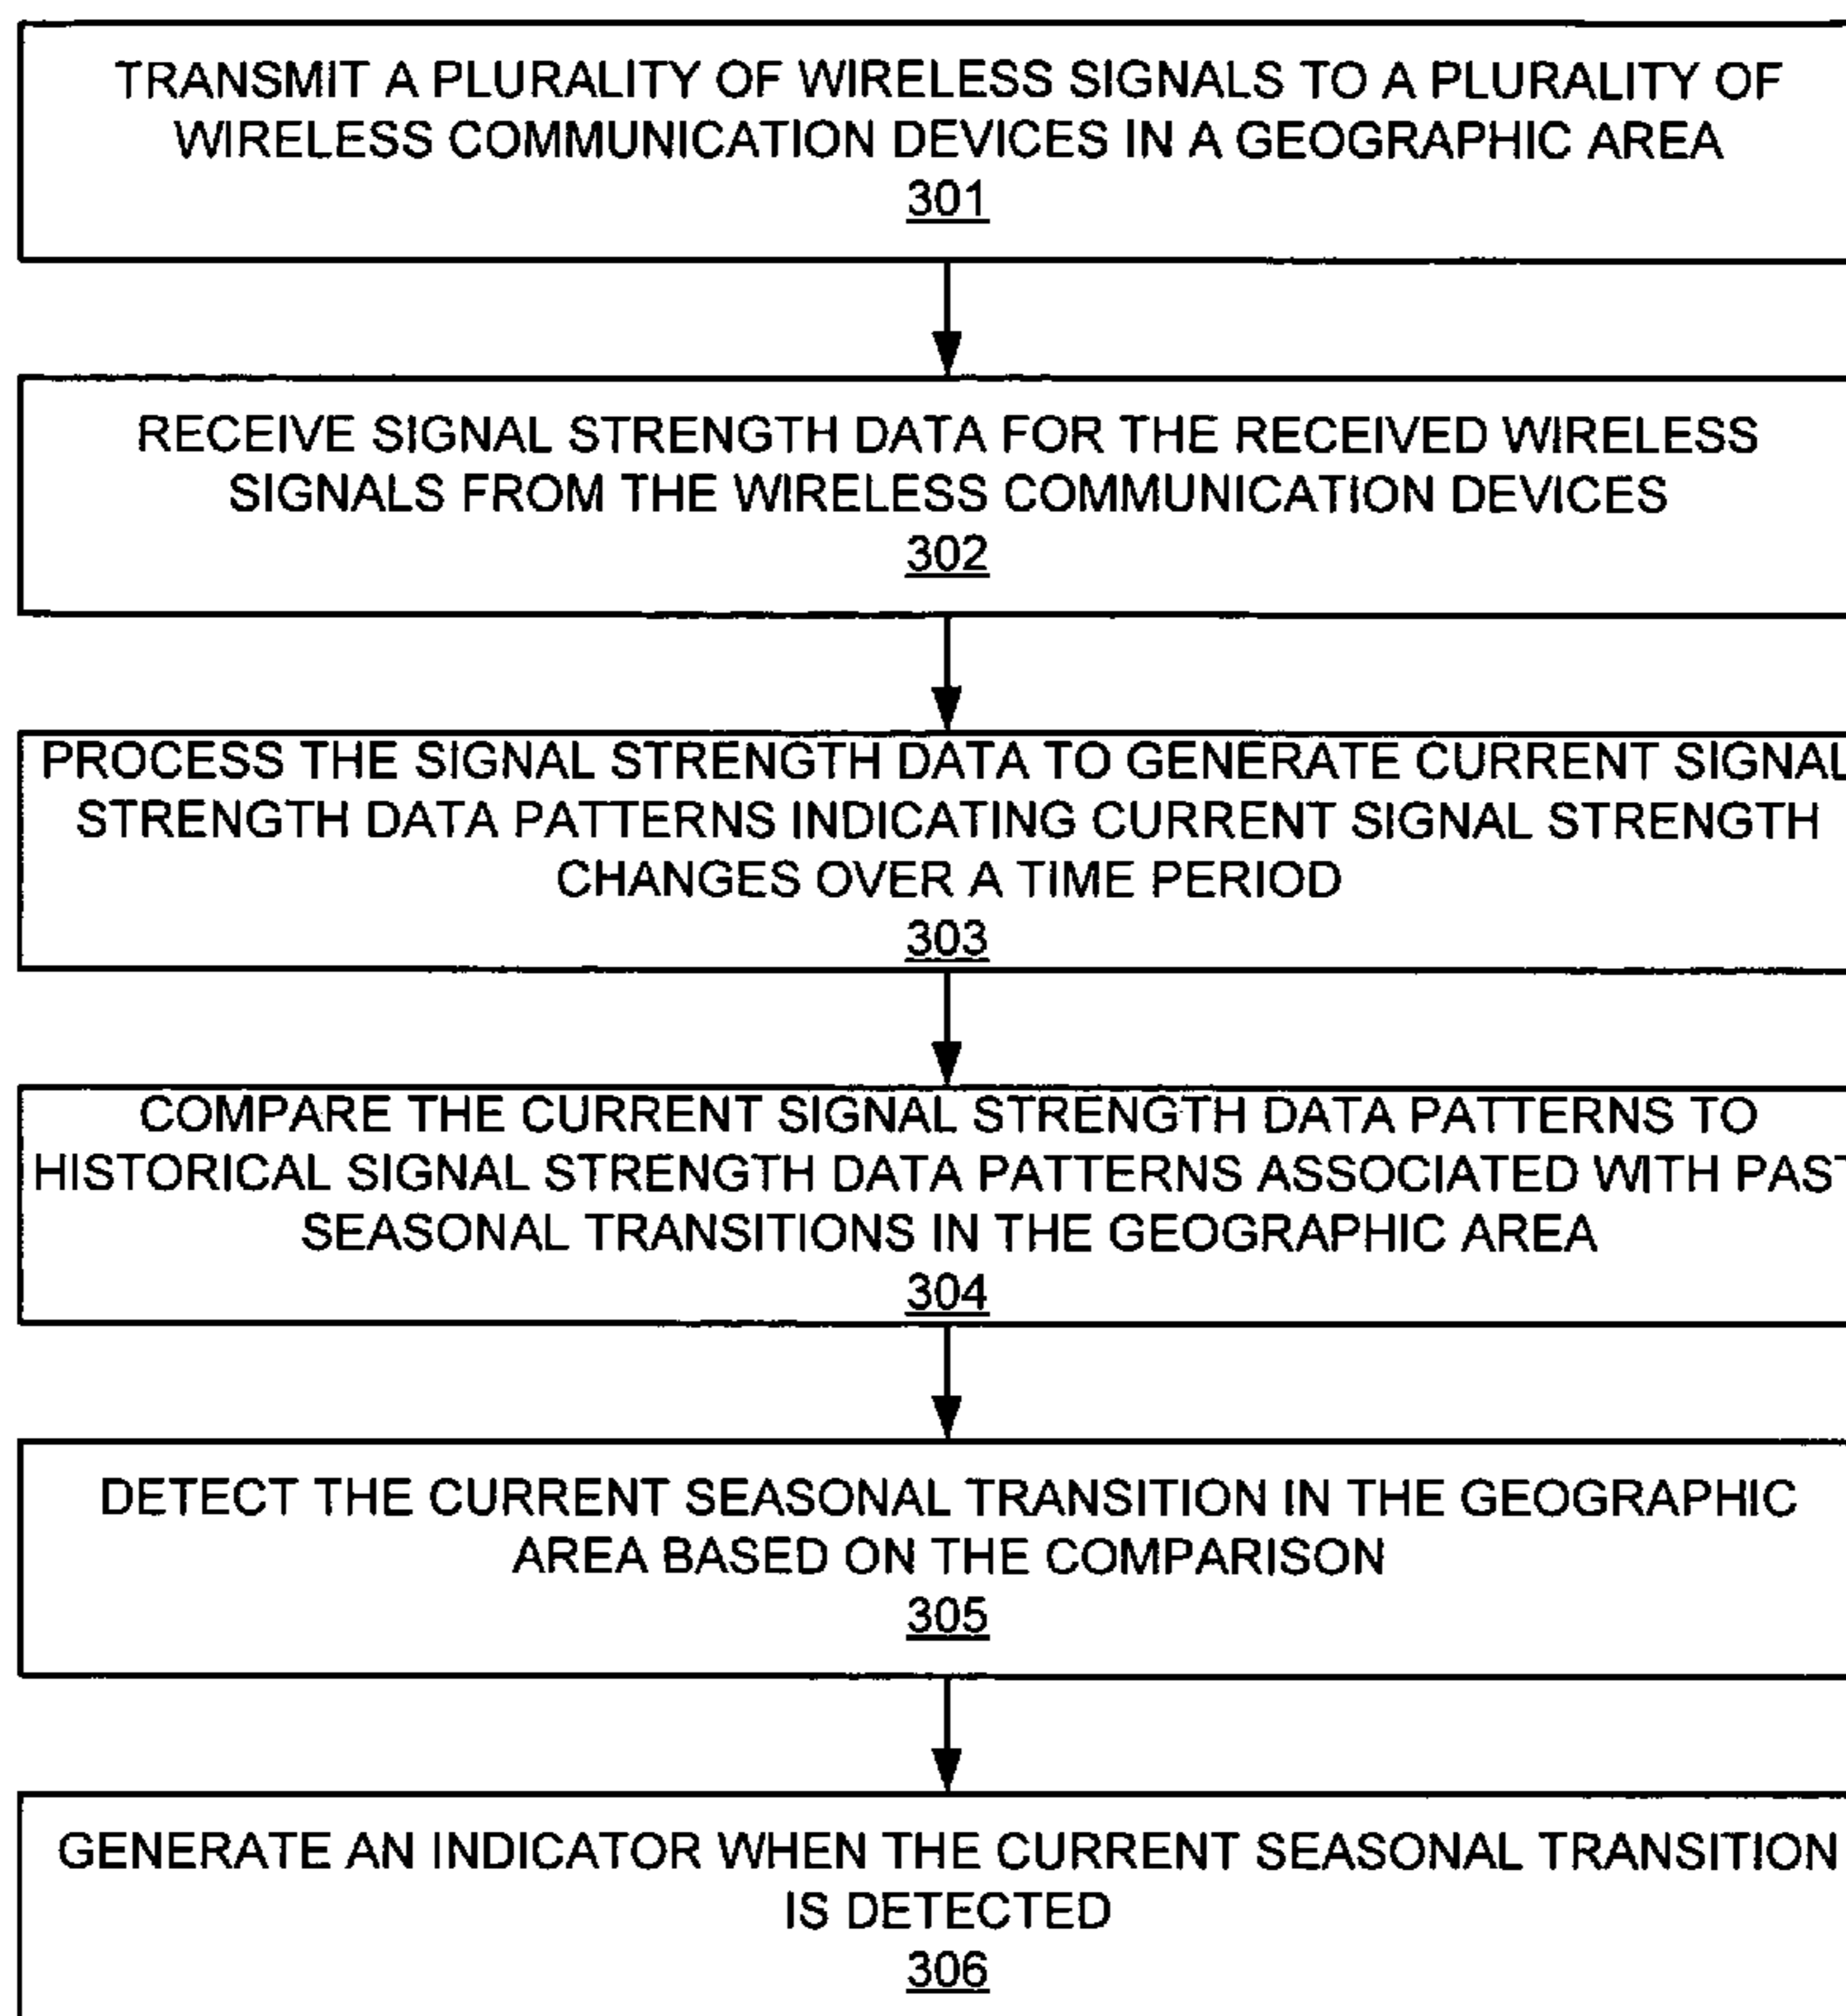 TRANSMIT A PLURALITY OF WIRELESS SIGNALS TO A PLURALITY OF
WIRELESS COMMUNICATION DEVICES IN A GEOGRAPHIC AREA
301
RECEIVE SIGNAL STRENGTH DATA FOR THE RECEIVED WIRELESS
SIGNALS FROM THE WIRELESS COMMUNICATION DEVICES
302
PROCESS THE SIGNAL STRENGTH DATA TO GENERATE CURRENT SIGNAL
STRENGTH DATA PATTERNS INDICATING CURRENT SIGNAL STRENGTH
CHANGES OVER A TIME PERIOD
303
COMPARE THE CURRENT SIGNAL STRENGTH DATA PATTERNS TO
HISTORICAL SIGNAL STRENGTH DATA PATTERNS ASSOCIATED WITH PAST
SEASONAL TRANSITIONS IN THE GEOGRAPHIC AREA
304
DETECT THE CURRENT SEASONAL TRANSITION IN THE GEOGRAPHIC
AREA BASED ON THE COMPARISON
305
GENERATE AN INDICATOR WHEN THE CURRENT SEASONAL TRANSITION
IS DETECTED
306